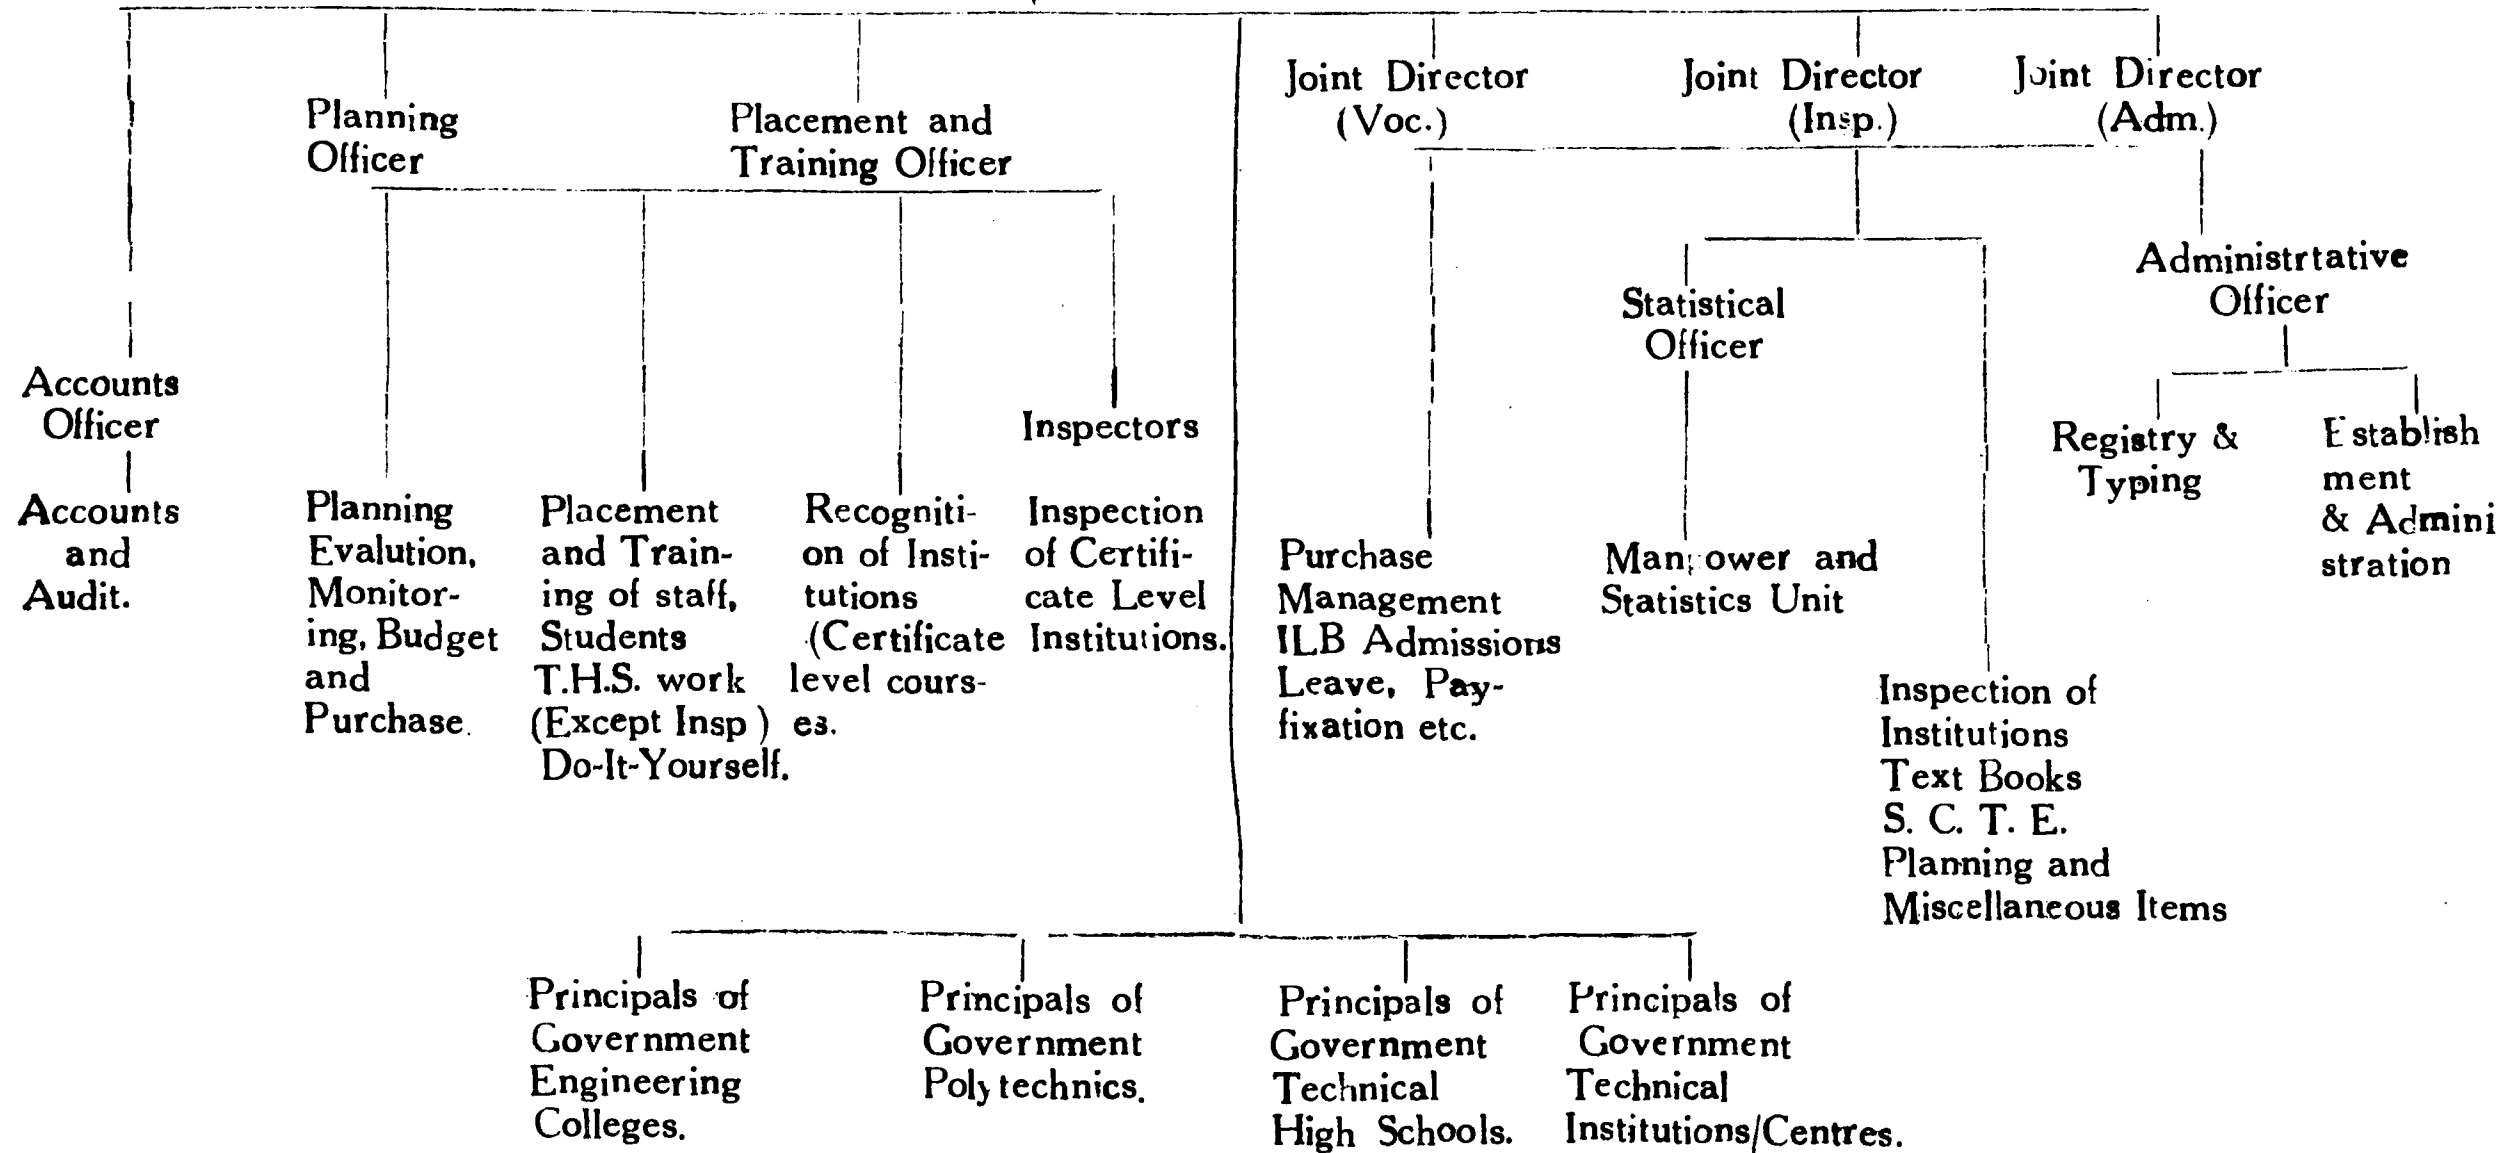 Joint Director
(Voc.)
Joint Director
(Insp.)
Joint Director
(Adm.)
Planning
Officer
Placement and
Training Officer
Administrtative
Officer
Statistical
Officer
Accounts
Officer
Inspectors
Registry &
Typing
Establish
ment
& Admini
stration
Accounts
and
Audit.
Planning
Evalution,
Monitor-
ing, Budget
and
Purchase.
Placement
and Train-
ing of staff,
Students
T.H.S. work
(Except Insp )
Do-It-Yourself.
Recogniti-
on of Insti-
tutions
(Certificate
level cours-
es.
Inspection
of Certifi-
cate Level
Institutions.
Purchase
Management
ILB Admissions
Leave, Pay-
fixation etc.
Manpower and
Statistics Unit
Inspection of
Institutions
Text Books
S. C. T. E.
Planning and
Miscellaneous Items
Principals of
Government
Engineering
Colleges.
Principals of
Government
Polytechnics.
Principals of
Government
Technical
High Schools.
Principals of
Government
Technical
Institutions/Centres.